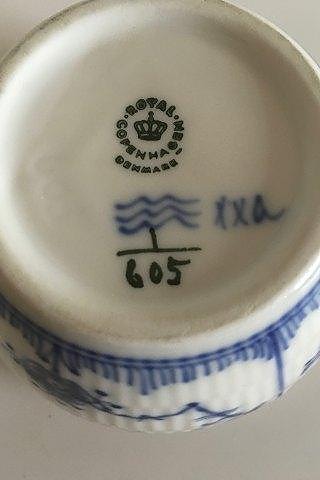 ROYAL
COPENHAGEN
DENMARK
xxa
1
605